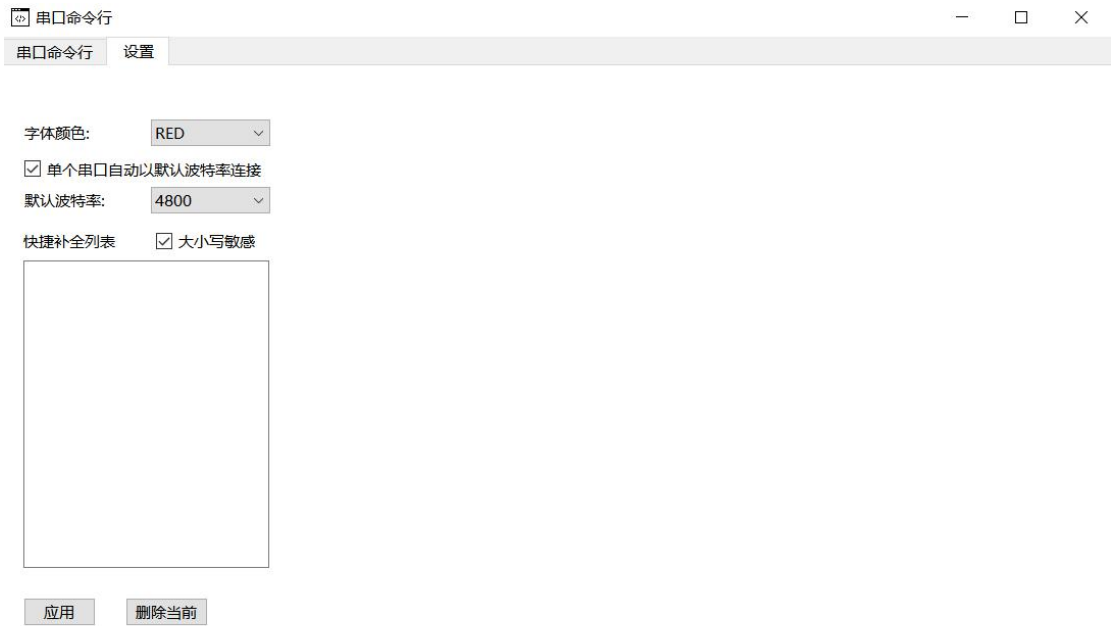 串口命令行
串口命令行 设置
字体颜色: RED
单个串口自动以默认波特率连接
默认波特率: 4800
快捷补全列表 大小写敏感
应用 删除当前